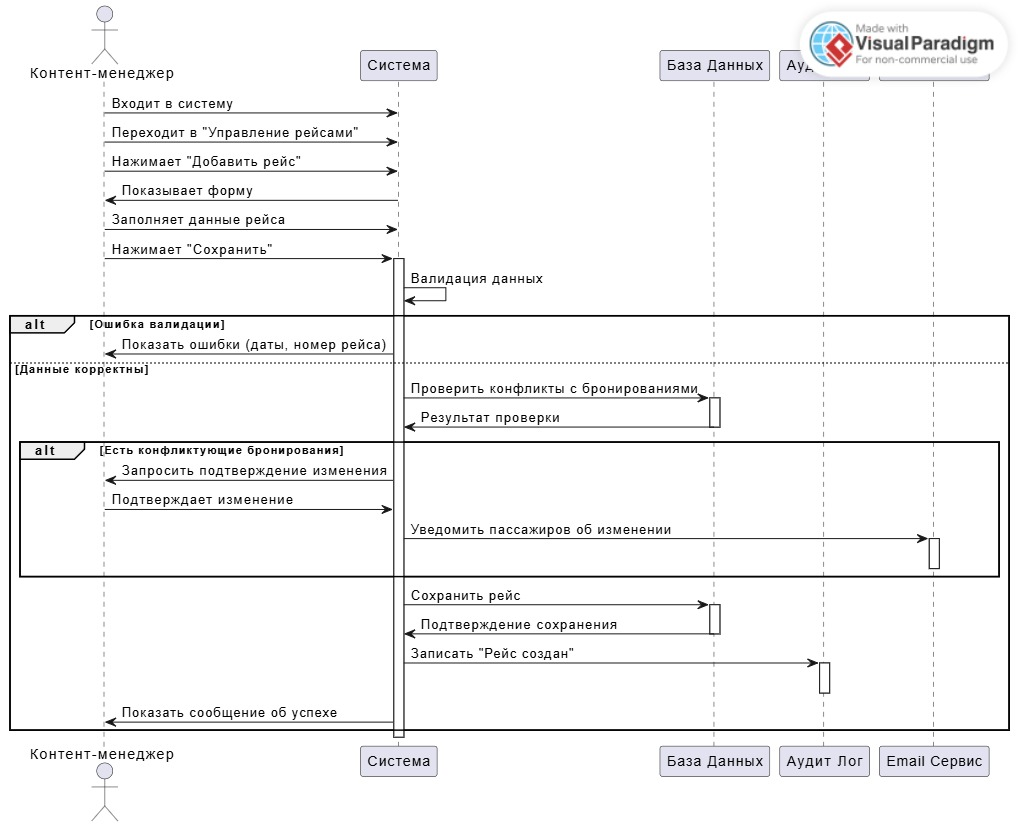 Made with
VisualParadigm
For non-commercial use
Контент-менеджер
Система
База Данных
Входит в систему
Переходит в "Управление рейсами"
Нажимает "Добавить рейс"
Показывает форму
Заполняет данные рейса
Нажимает "Сохранить"
Валидация данных
alt [Ошибка валидации]
Показать ошибки (даты, номер рейса)
[Данные корректны]
Проверить конфликты с бронированиями
Результат проверки
alt [Есть конфликтующие бронирования]
Запросить подтверждение изменения
Подтверждает изменение
Уведомить пассажиров об изменении
Сохранить рейс
Подтверждение сохранения
Записать "Рейс создан"
Показать сообщение об успехе
Контент-менеджер
Система
База Данных
Аудит Лог
Email Сервис